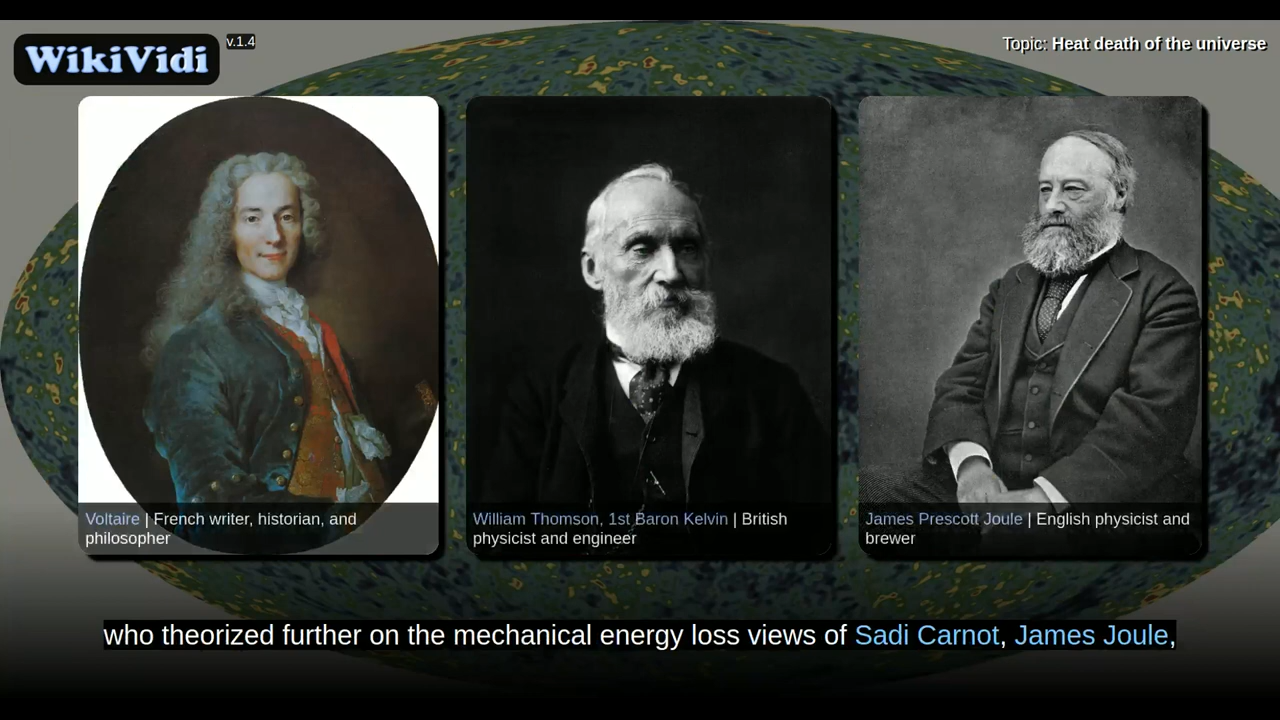 WikiVidi
v.1.4
Topic: Heat death of the universe
Voltaire | French writer, historian, and
philosopher
William Thomson, 1st Baron Kelvin | British
physicist and engineer
James Prescott Joule | English physicist and
brewer
who theorized further on the mechanical energy loss views of Sadi Carnot, James Joule,